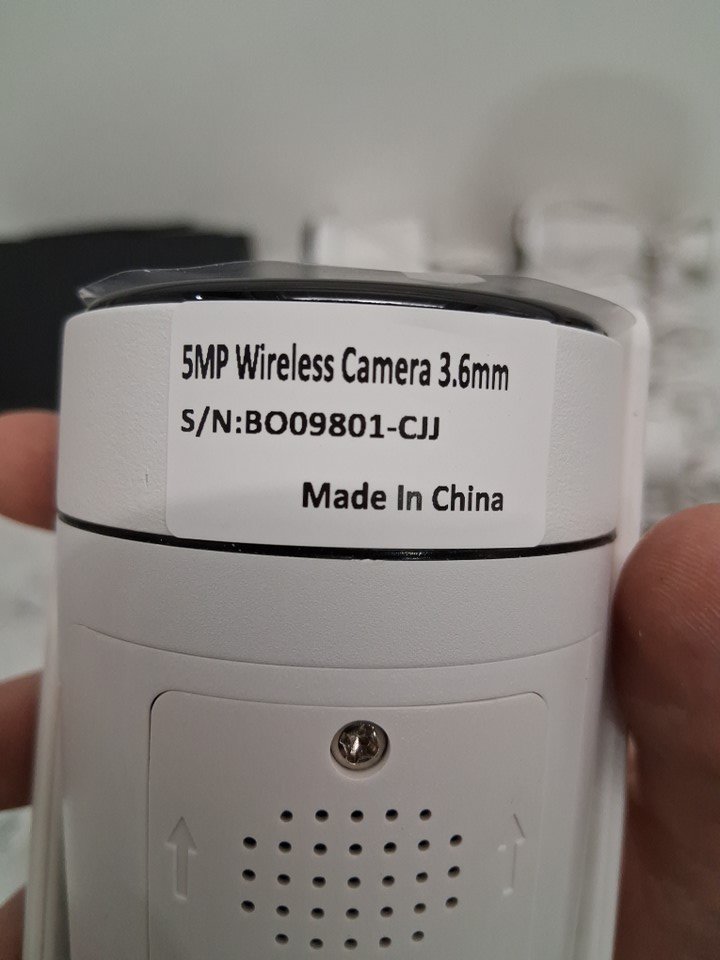 5MP Wireless Camera 3.6mm
S/N:BO09801-CJJ
Made In China